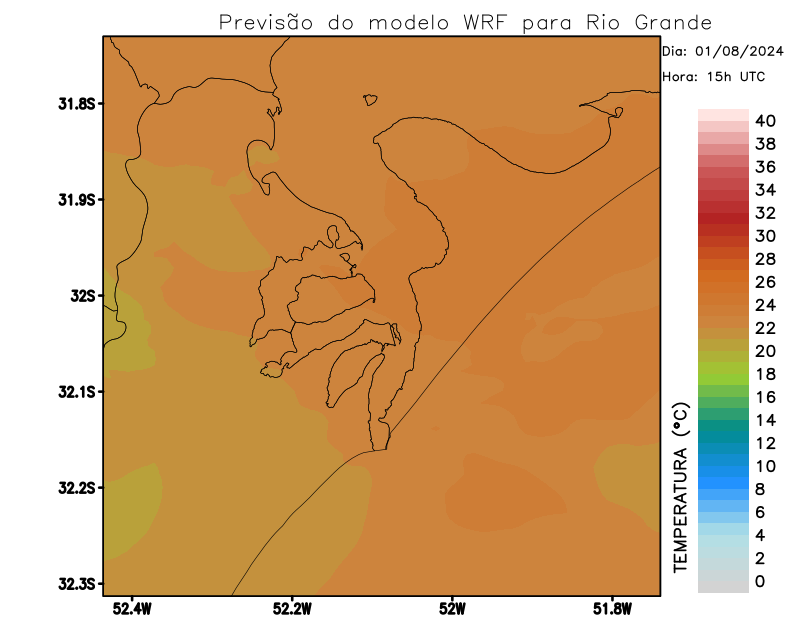 Previsão do modelo WRF para Rio Grande
Dia: 01/08/2024
Hora: 15h UTC
31.8S
31.9S
32S
32.1S
32.2S
32.3S
52.4W
52.2W
52W
51.8W
TEMPERATURA (°C)
40
38
36
34
32
30
28
26
24
22
20
18
16
14
12
10
8
6
4
2
0